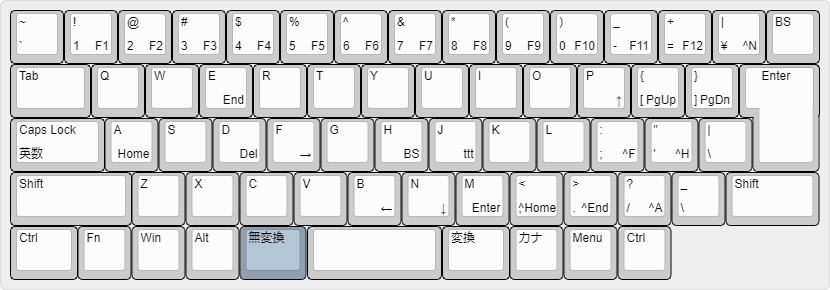 ~ ! @ # $ % ^ & * ( ) _ + | BS
` 1 F1 2 F2 3 F3 4 F4 5 F5 6 F6 7 F7 8 F8 9 F9 0 F10 - F11 = F12 ¥ ^N
Tab Q W E R T Y U I O P { } Enter
End ↑ [ PgUp ] PgDn
Caps Lock A S D F G H J K L : " |
英数 Home Del → BS ttt ; ^F ' ^H \
Shift Z X C V B N M < > ? _ Shift
← ↓ Enter , ^Home . ^End / ^A \
Ctrl Fn Win Alt 無変換 変換 カナ Menu Ctrl